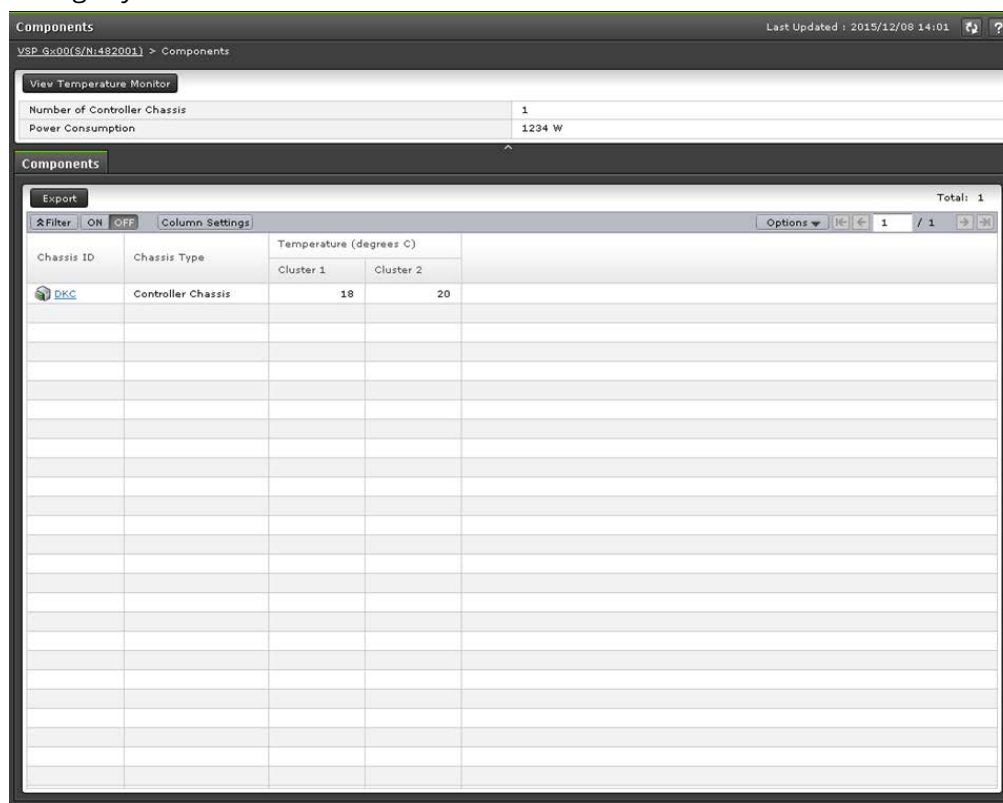 Components Last Updated : 2015/12/08 14:01 ?
VSP Gx00(S/N:482001) > Components
View Temperature Monitor
Number of Controller Chassis 1
Power Consumption 1234 W
Components
Export Total: 1
Filter ON OFF Column Settings Options 1 / 1
Chassis ID Chassis Type Temperature (degrees C)
Cluster 1 Cluster 2
DKC Controller Chassis 18 20